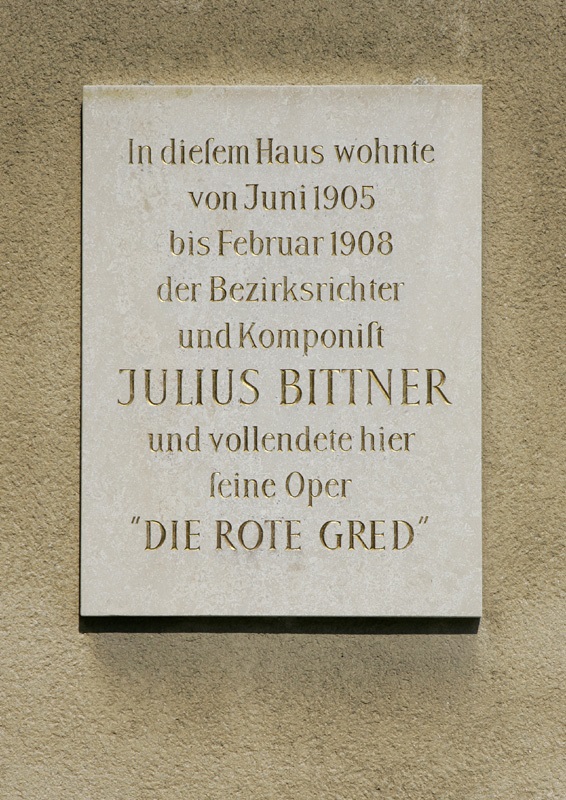 In dieſem Haus wohnte
von Juni 1905
bis Februar 1908
der Bezirksrichter
und Komponiſt
JULIUS BITTNER
und vollendete hier
ſeine Oper
"DIE ROTE GRED"